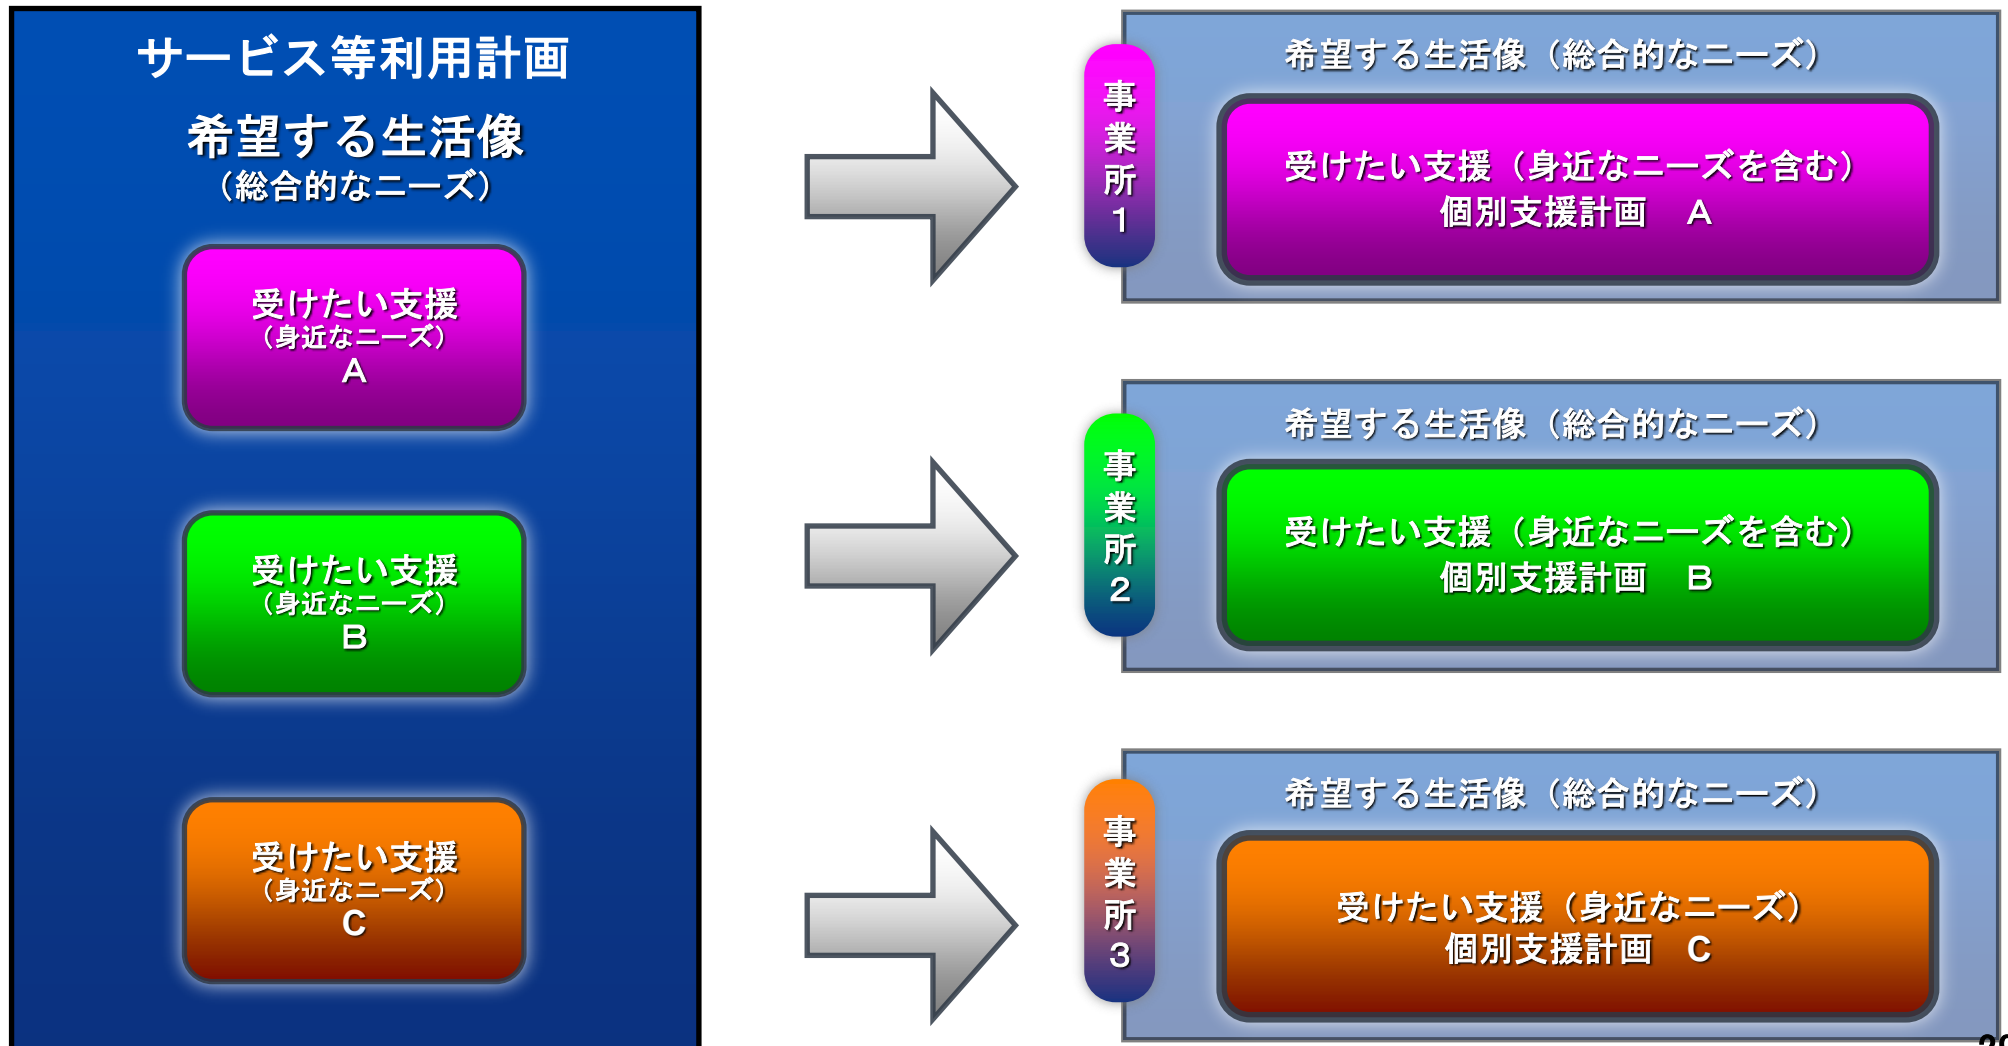 サービス等利用計画
希望する生活像
（総合的なニーズ）
受けたい支援
（身近なニーズ）
Ａ
受けたい支援
（身近なニーズ）
Ｂ
受けたい支援
（身近なニーズ）
Ｃ
事業所１
希望する生活像（総合的なニーズ）
受けたい支援（身近なニーズを含む）
個別支援計画　Ａ
事業所２
希望する生活像（総合的なニーズ）
受けたい支援（身近なニーズを含む）
個別支援計画　Ｂ
事業所３
希望する生活像（総合的なニーズ）
受けたい支援（身近なニーズ）
個別支援計画　Ｃ